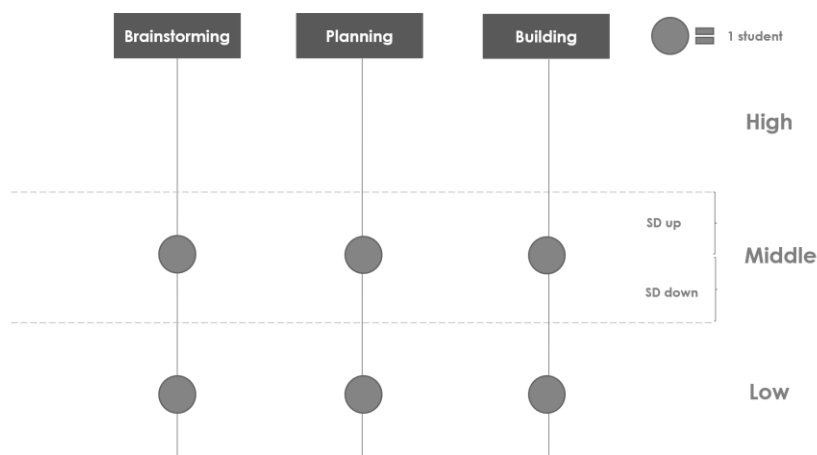 Brainstorming
Planning
Building
1 student
High
SD up
Middle
SD down
Low